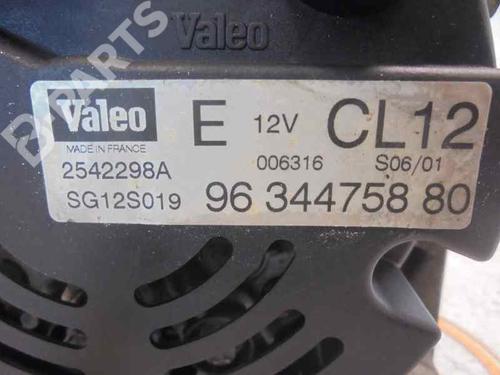 Valeo
D-PARTS
Valeo E 12V CL12
MADE IN FRANCE
2542298A 006316 S06/01
SG12S019 96 344758 80